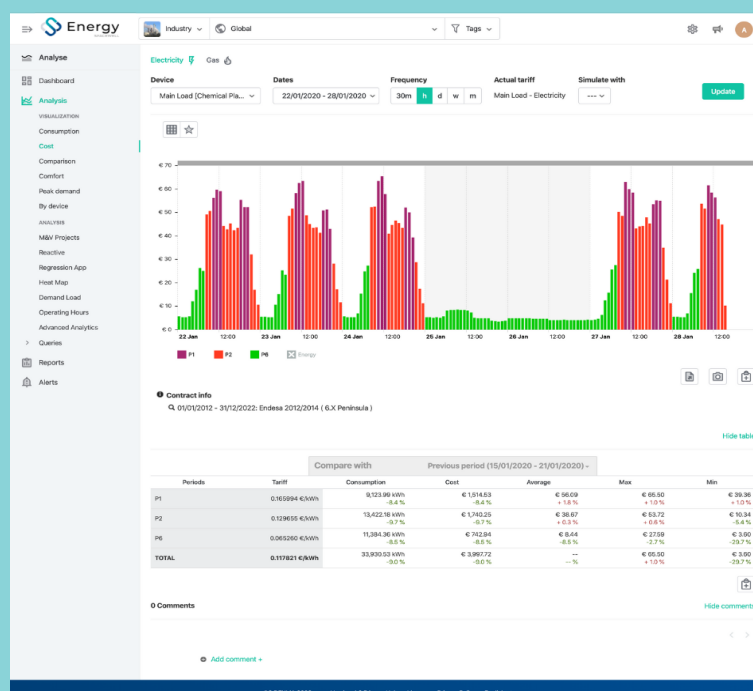 Energy
Industry
Global
Tags
A
Analyse
Dashboard
Analysis
VISUALIZATION
Consumption
Cost
Comparison
Comfort
Peak demand
By device
ANALYSIS
M&V Projects
Reactive
Regression App
Heat Map
Demand Load
Operating Hours
Advanced Analytics
Queries
Reports
Alerts
Electricity Gas
Device Dates Frequency Actual tariff Simulate with
Main Load [Chemical Pla... 22/01/2020 - 28/01/2020 30m h d w m Main Load - Electricity --- Update
€ 70
€ 60
€ 50
€ 40
€ 30
€ 20
€ 10
€ 0
22 Jan 12:00 23 Jan 12:00 24 Jan 12:00 25 Jan 12:00 26 Jan 12:00 27 Jan 12:00 28 Jan 12:00
P1 P2 P6 Energy
Contract info
01/01/2012 - 31/12/2022: Endesa 2012/2014 ( 6.X Península )
Hide table
Compare with Previous period (15/01/2020 - 21/01/2020) -
Periods Tariff Consumption Cost Average Max Min
P1 0.165994 €/kWh 9,123.99 kWh € 1,514.53 € 56.09 € 65.50 € 39.36
-8.4 % -8.4 % + 1.8 % + 1.0 % + 1.0 %
P2 0.129655 €/kWh 13,422.18 kWh € 1,740.25 € 38.67 € 53.72 € 10.34
-9.7 % -9.7 % + 0.3 % + 0.6 % -5.4 %
P6 0.065260 €/kWh 11,384.36 kWh € 742.94 € 8.44 € 27.59 € 3.60
-8.5 % -8.5 % -8.5 % -2.7 % -29.7 %
TOTAL 0.117821 €/kWh 33,930.53 kWh € 3,997.72 -- € 65.50 € 3.60
-9.0 % -9.0 % -- % + 1.0 % -29.7 %
0 Comments
Hide comments
Add comment +